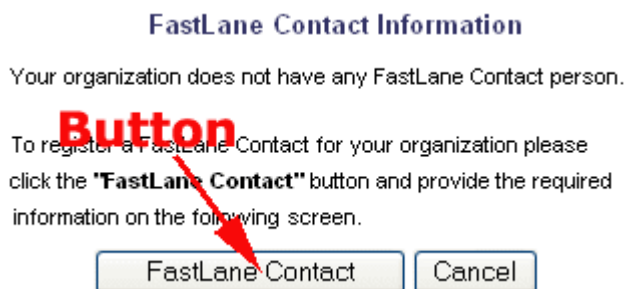 FastLane Contact Information
Your organization does not have any FastLane Contact person.
Button
To register a FastLane Contact for your organization please
click the "FastLane Contact" button and provide the required
information on the following screen.
FastLane Contact Cancel